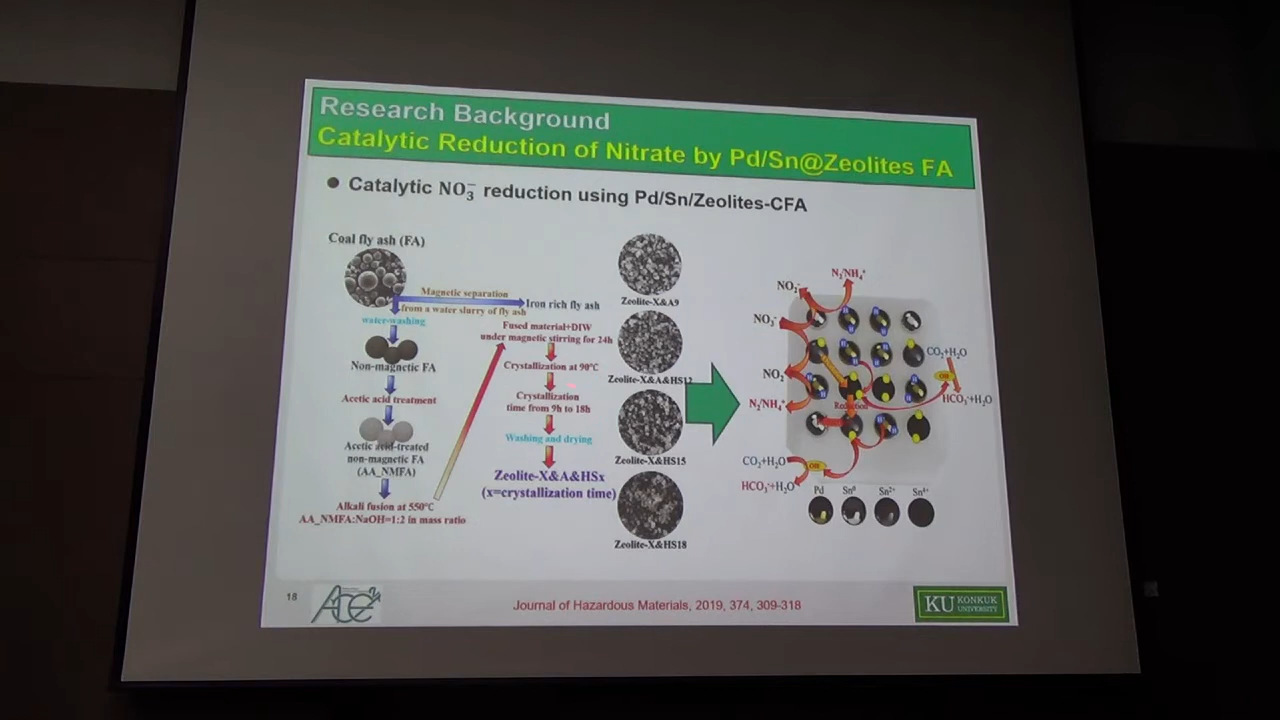 Research Background
Catalytic Reduction of Nitrate by Pd/Sn@Zeolites FA
● Catalytic NO₃⁻ reduction using Pd/Sn/Zeolites-CFA
Coal fly ash (FA)
Magnetic separation
from a water slurry of fly ash
Iron rich fly ash
water-washing
Non-magnetic FA
Acetic acid treatment
Acetic acid-treated
non-magnetic FA
(AA_NMFA)
Alkali fusion at 550°C
AA_NMFA:NaOH=1:2 in mass ratio
Fused material+DIW
under magnetic stirring for 24h
Crystallization at 90°C
Crystallization
time from 9h to 18h
Washing and drying
Zeolite-X&A&HSx
(x=crystallization time)
Zeolite-X&A9
Zeolite-X&A&HS12
Zeolite-X&HS15
Zeolite-X&HS18
N₂/NH₄⁺
NO₂⁻
NO₃⁻
NO₂⁻
N₂/NH₄⁺
Reduction
CO₂+H₂O
OH⁻
HCO₃⁻+H₂O
CO₂+H₂O
OH⁻
HCO₃⁻+H₂O
Pd Sn⁰ Sn²⁺ Sn⁴⁺
18
ACE
Journal of Hazardous Materials, 2019, 374, 309-318
KU KONKUK
UNIVERSITY